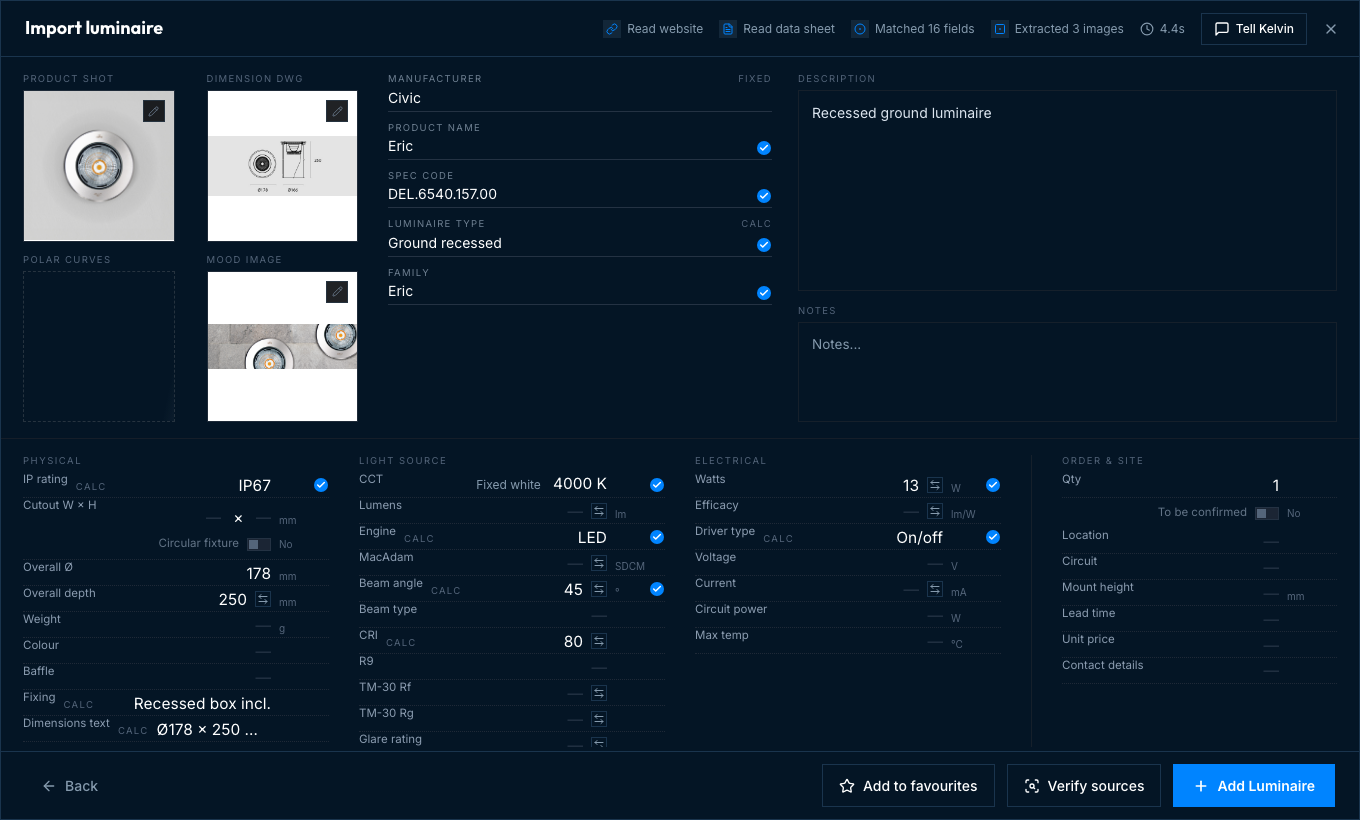 Import luminaire
Read website
Read data sheet
Matched 16 fields
Extracted 3 images
4.4s
Tell Kelvin
PRODUCT SHOT
DIMENSION DWG
Ø178
Ø166
POLAR CURVES
MOOD IMAGE
MANUFACTURER FIXED
Civic
PRODUCT NAME
Eric
SPEC CODE
DEL.6540.157.00
LUMINAIRE TYPE CALC
Ground recessed
FAMILY
Eric
DESCRIPTION
Recessed ground luminaire
NOTES
Notes...
PHYSICAL
IP rating CALC IP67
Cutout W × H
— × — mm
Circular fixture No
Overall Ø 178 mm
Overall depth 250 mm
Weight — g
Colour —
Baffle —
Fixing CALC Recessed box incl.
Dimensions text CALC Ø178 × 250 ...
LIGHT SOURCE
CCT Fixed white 4000 K
Lumens — lm
Engine CALC LED
MacAdam — SDCM
Beam angle CALC 45 °
Beam type —
CRI CALC 80
R9 —
TM-30 Rf —
TM-30 Rg —
Glare rating —
ELECTRICAL
Watts 13 W
Efficacy — lm/W
Driver type CALC On/off
Voltage — V
Current — mA
Circuit power — W
Max temp — °C
ORDER & SITE
Qty 1
To be confirmed No
Location —
Circuit —
Mount height — mm
Lead time —
Unit price —
Contact details —
Back
Add to favourites
Verify sources
Add Luminaire